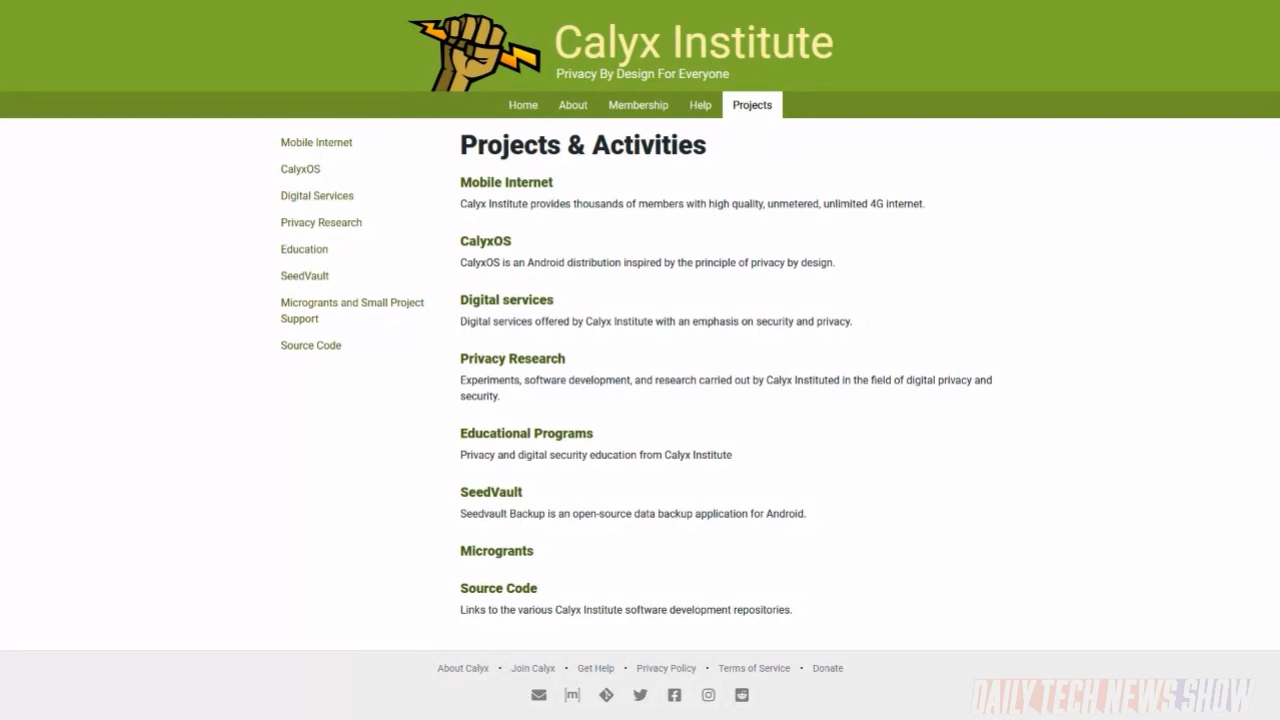 Calyx Institute
Privacy By Design For Everyone
Home
About
Membership
Help
Projects
Mobile Internet
CalyxOS
Digital Services
Privacy Research
Education
SeedVault
Microgrants and Small Project
Support
Source Code
Projects & Activities
Mobile Internet
Calyx Institute provides thousands of members with high quality, unmetered, unlimited 4G internet.
CalyxOS
CalyxOS is an Android distribution inspired by the principle of privacy by design.
Digital services
Digital services offered by Calyx Institute with an emphasis on security and privacy.
Privacy Research
Experiments, software development, and research carried out by Calyx Instituted in the field of digital privacy and
security.
Educational Programs
Privacy and digital security education from Calyx Institute
SeedVault
Seedvault Backup is an open-source data backup application for Android.
Microgrants
Source Code
Links to the various Calyx Institute software development repositories.
About Calyx • Join Calyx • Get Help • Privacy Policy • Terms of Service • Donate
[m]
DAILY TECH NEWS SHOW